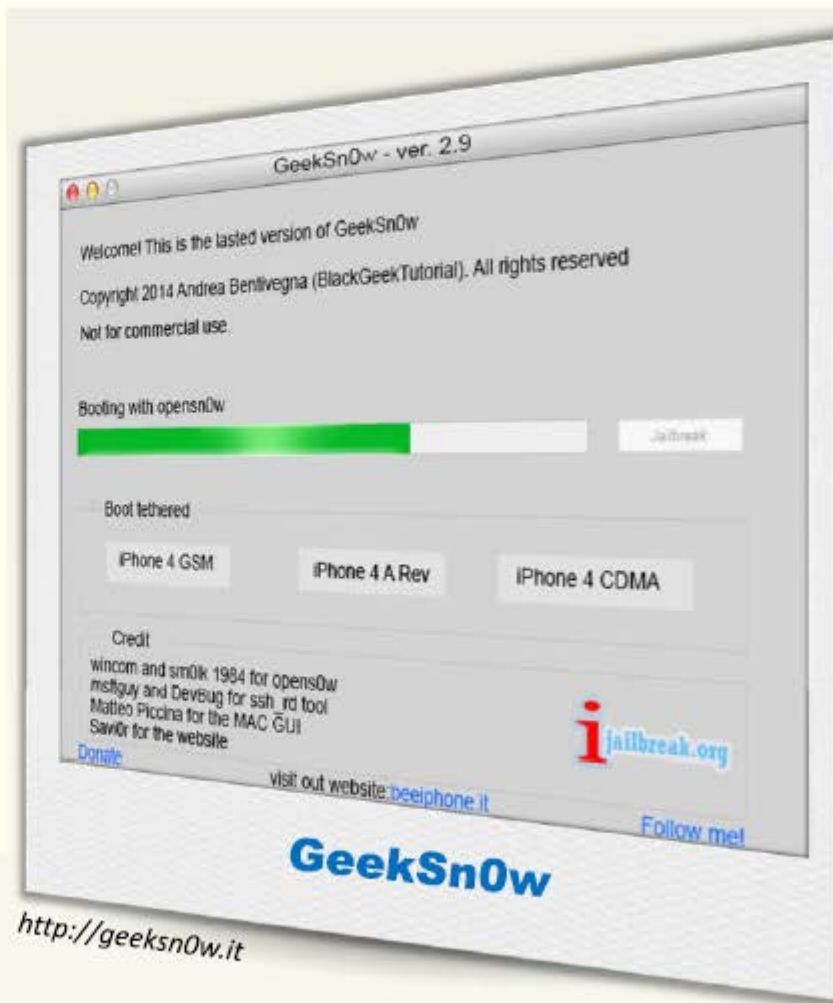 GeekSn0w - ver. 2.9
Welcome! This is the lasted version of GeekSn0w
Copyright 2014 Andrea Bentivegna (BlackGeekTutorial). All rights reserved
Not for commercial use.
Booting with opensn0w
Jailbreak
Boot tethered
iPhone 4 GSM
iPhone 4 A Rev
iPhone 4 CDMA
Credit
wincom and sm0lk 1984 for opens0w
msftguy and DevBug for ssh_rd tool
Matteo Piccina for the MAC GUI
Savi0r for the website
ijailbreak.org
Donate
visit out website:beeiphone.it
Follow me!
GeekSn0w
http://geeksn0w.it